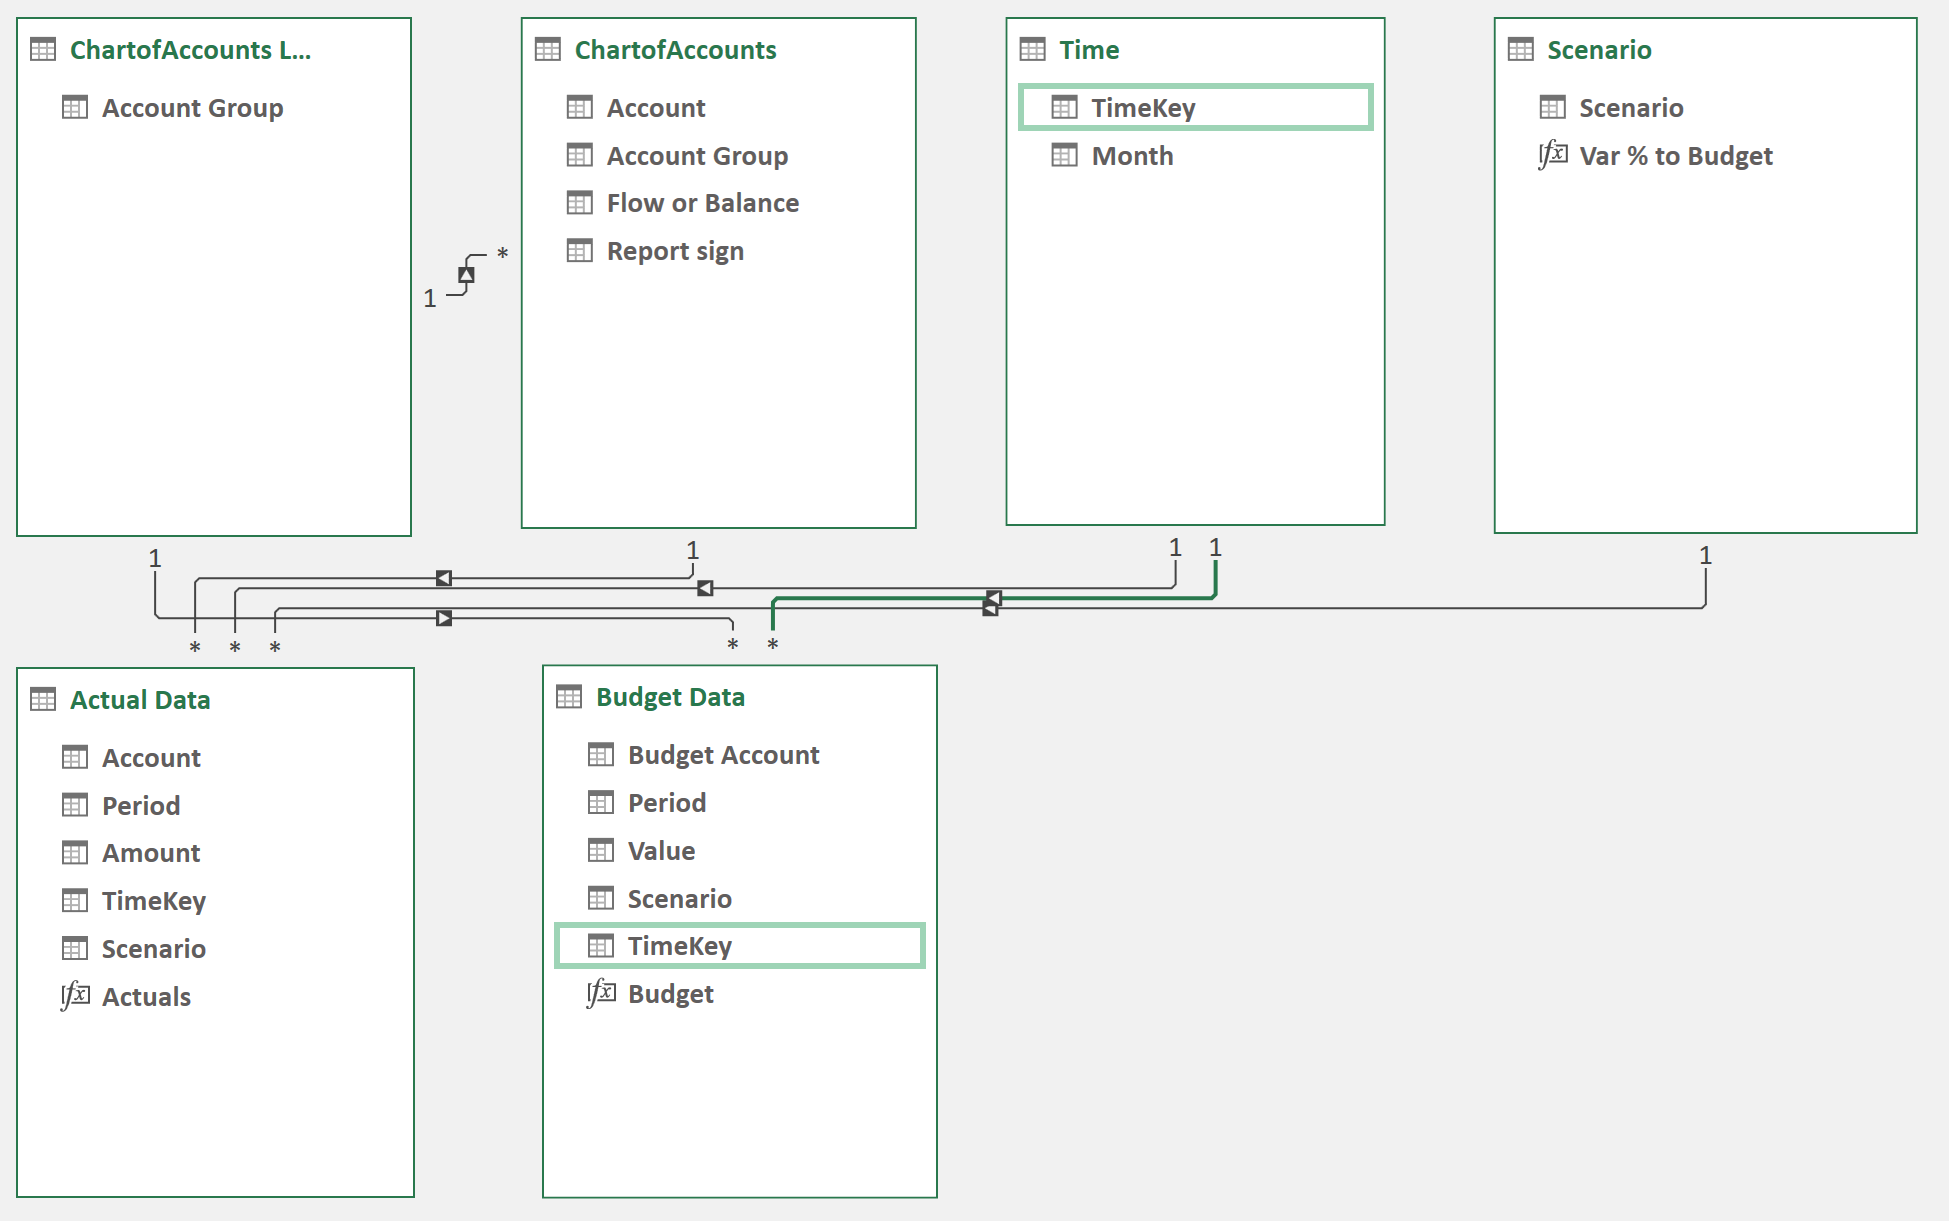 ChartofAccounts L...
Account Group
ChartofAccounts
Account
Account Group
Flow or Balance
Report sign
Time
TimeKey
Month
Scenario
Scenario
Var % to Budget
1
*
1
1
1
1
1
*
*
*
*
*
Actual Data
Account
Period
Amount
TimeKey
Scenario
Actuals
Budget Data
Budget Account
Period
Value
Scenario
TimeKey
Budget